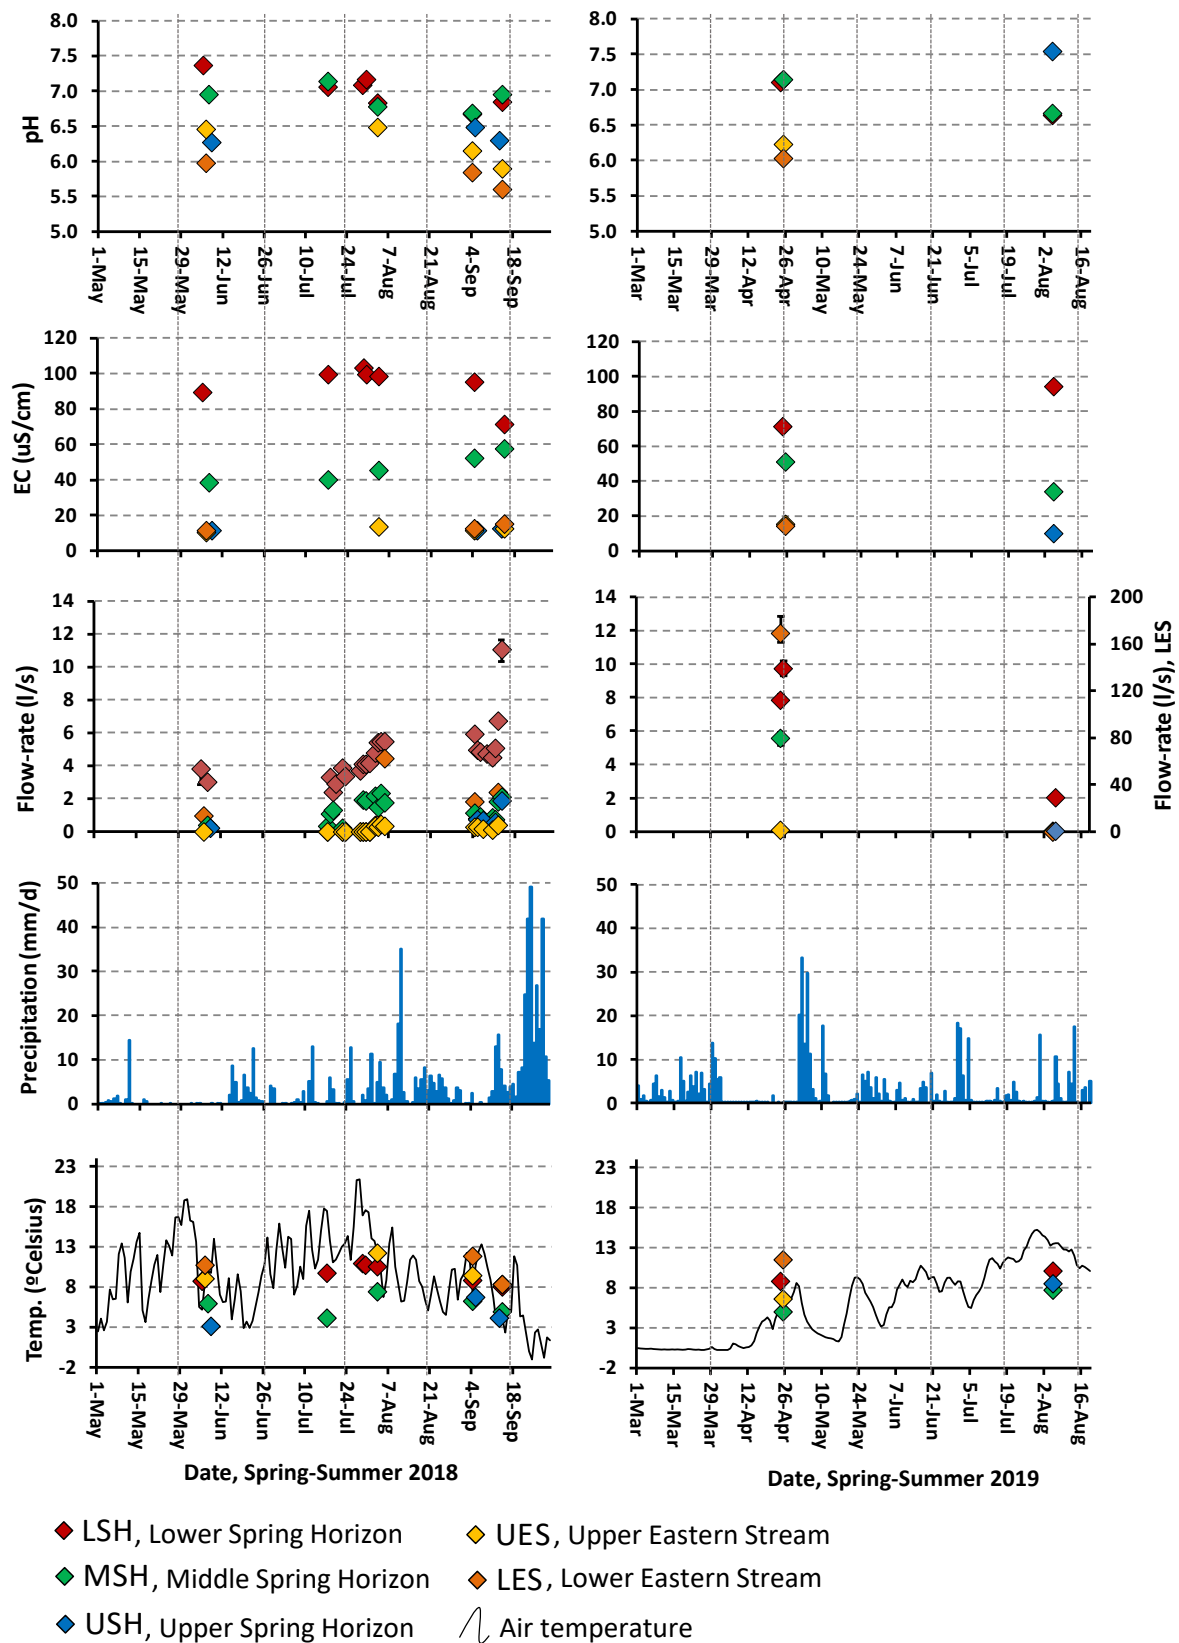 8.0
7.5
7.0
6.5
6.0
5.5
5.0
pH
1-May
15-May
29-May
12-Jun
26-Jun
10-Jul
24-Jul
7-Aug
21-Aug
4-Sep
18-Sep
8.0
7.5
7.0
6.5
6.0
5.5
5.0
1-Mar
15-Mar
29-Mar
12-Apr
26-Apr
10-May
24-May
7-Jun
21-Jun
5-Jul
19-Jul
2-Aug
16-Aug
120
100
80
60
40
20
0
EC (uS/cm)
120
100
80
60
40
20
0
14
12
10
8
6
4
2
0
Flow-rate (l/s)
14
12
10
8
6
4
2
0
200
160
120
80
40
0
Flow-rate (l/s), LES
50
40
30
20
10
0
Precipitation (mm/d)
50
40
30
20
10
0
23
18
13
8
3
-2
Temp. (ºCelsius)
1-May
15-May
29-May
12-Jun
26-Jun
10-Jul
24-Jul
7-Aug
21-Aug
4-Sep
18-Sep
Date, Spring-Summer 2018
23
18
13
8
3
-2
1-Mar
15-Mar
29-Mar
12-Apr
26-Apr
10-May
24-May
7-Jun
21-Jun
5-Jul
19-Jul
2-Aug
16-Aug
Date, Spring-Summer 2019
LSH, Lower Spring Horizon
UES, Upper Eastern Stream
MSH, Middle Spring Horizon
LES, Lower Eastern Stream
USH, Upper Spring Horizon
Air temperature